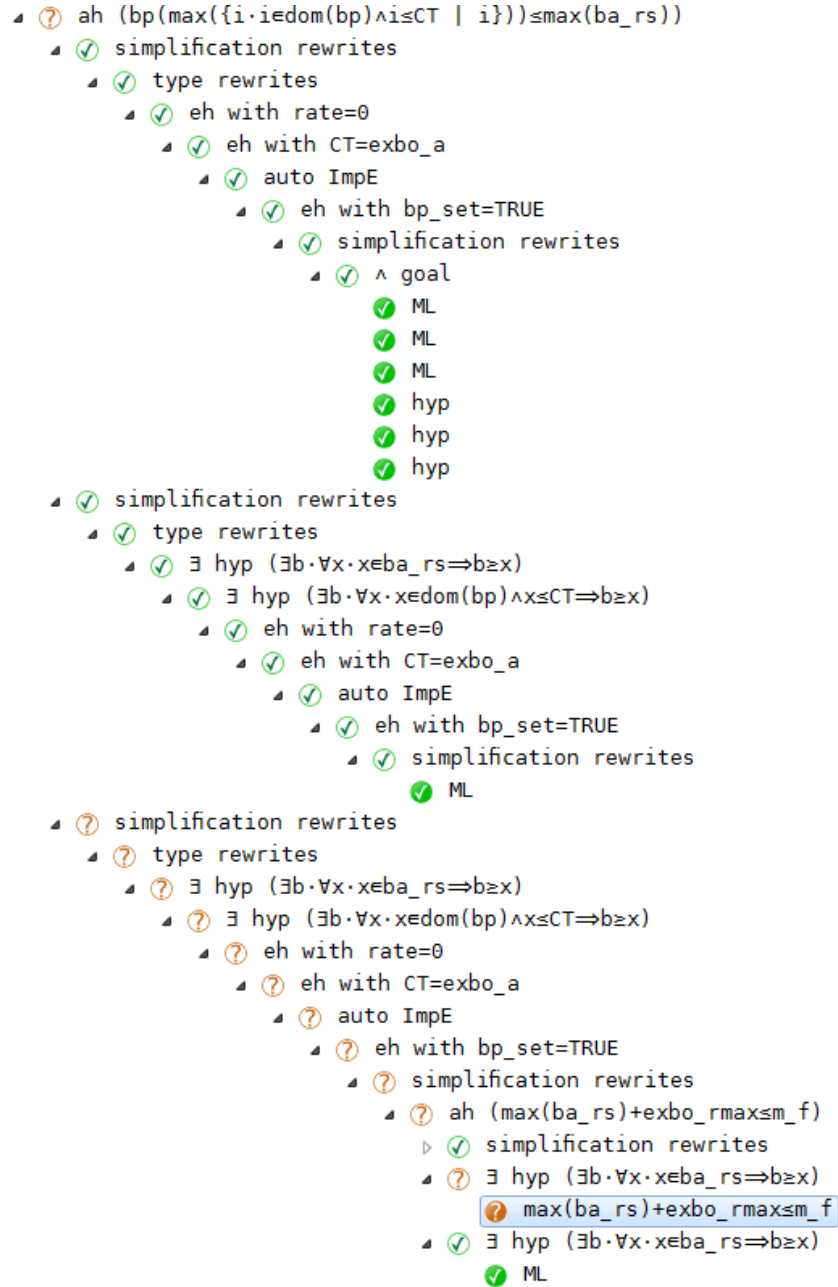 ah (bp(max({i·i∈dom(bp)∧i≤CT | i}))≤max(ba_rs))
simplification rewrites
type rewrites
eh with rate=0
eh with CT=exbo_a
auto ImpE
eh with bp_set=TRUE
simplification rewrites
∧ goal
ML
ML
ML
hyp
hyp
hyp
simplification rewrites
type rewrites
∃ hyp (∃b·∀x·x∈ba_rs⇒b≥x)
∃ hyp (∃b·∀x·x∈dom(bp)∧x≤CT⇒b≥x)
eh with rate=0
eh with CT=exbo_a
auto ImpE
eh with bp_set=TRUE
simplification rewrites
ML
simplification rewrites
type rewrites
∃ hyp (∃b·∀x·x∈ba_rs⇒b≥x)
∃ hyp (∃b·∀x·x∈dom(bp)∧x≤CT⇒b≥x)
eh with rate=0
eh with CT=exbo_a
auto ImpE
eh with bp_set=TRUE
simplification rewrites
ah (max(ba_rs)+exbo_rmax≤m_f)
simplification rewrites
∃ hyp (∃b·∀x·x∈ba_rs⇒b≥x)
max(ba_rs)+exbo_rmax≤m_f
∃ hyp (∃b·∀x·x∈ba_rs⇒b≥x)
ML